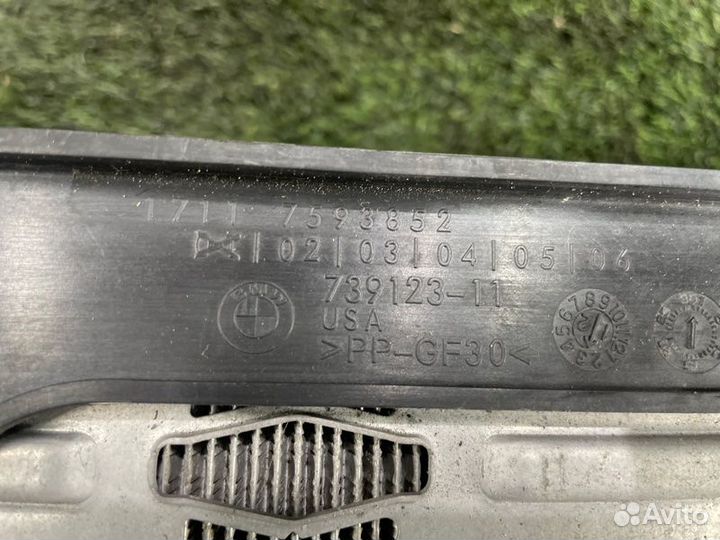 1711 7593852
|02|03|04|05|06
739123-11
USA
>PP-GF30<
Avito